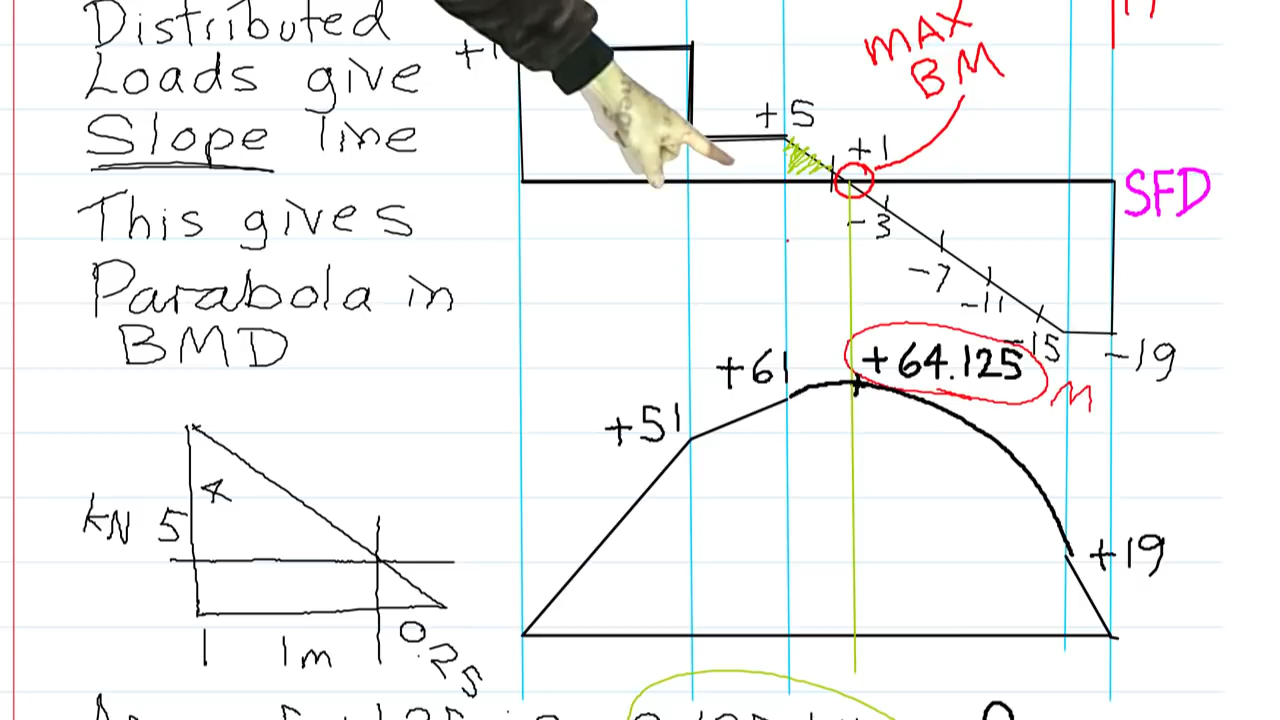 Distributed
Loads give
Slope line
This gives
Parabola in
BMD
MAX
BM
+5
+1
-3
-7
-11
-15
-19
SFD
+51
+61
+64.125
M
+19
kN 5
1
1m
0.25